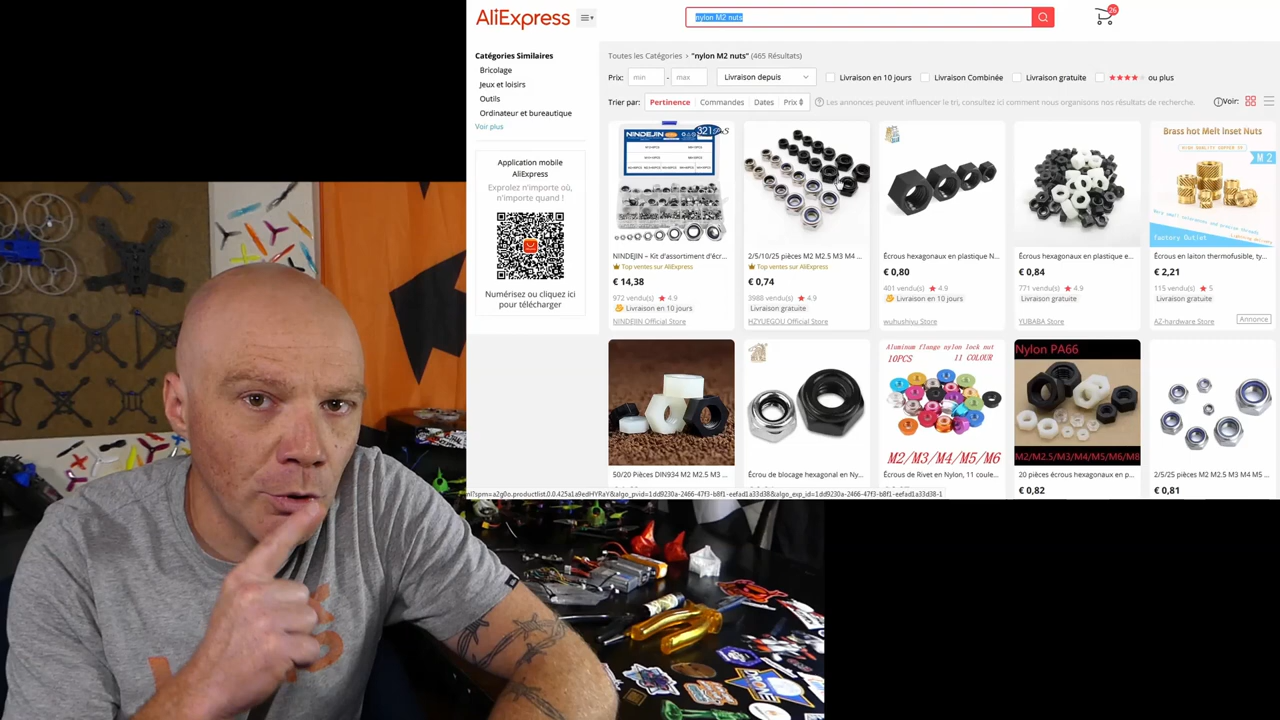 AliExpress
nylon M2 nuts
26
Catégories Similaires
Bricolage
Jeux et loisirs
Outils
Ordinateur et bureautique
Voir plus
Application mobile
AliExpress
Exprolez n'importe où,
n'importe quand !
Numérisez ou cliquez ici
pour télécharger
Toutes les Catégories > "nylon M2 nuts" (465 Résultats)
Prix: min - max Livraison depuis Livraison en 10 jours Livraison Combinée Livraison gratuite ou plus
Trier par: Pertinence Commandes Dates Prix Les annonces peuvent influencer le tri, consultez ici comment nous organisons nos résultats de recherche. Voir:
NINDEJIN 321
Brass hot Melt Inset Nuts
M 2
Factory Outlet
NINDEJIN – Kit d'assortiment d'écr...
Top ventes sur AliExpress
€ 14,38
972 vendu(s) 4.9
Livraison en 10 jours
NINDEJIN Official Store
2/5/10/25 pièces M2 M2.5 M3 M4 ...
Top ventes sur AliExpress
€ 0,74
3988 vendu(s) 4.9
Livraison gratuite
HZYUEGOU Official Store
Écrous hexagonaux en plastique N...
€ 0,80
401 vendu(s) 4.9
Livraison en 10 jours
wuhushiyu Store
Écrous hexagonaux en plastique e...
€ 0,84
771 vendu(s) 4.9
Livraison gratuite
YUBABA Store
Écrous en laiton thermofusible, ty...
€ 2,21
115 vendu(s) 5
Livraison gratuite
AZ-hardware Store
Annonce
Aluminum flange nylon lock nut
10PCS 11 COLOUR
M2/M3/M4/M5/M6
Nylon PA66
M2/M2.5/M3/M4/M5/M6/M8
50/20 Pièces DIN934 M2 M2.5 M3 ...
Écrou de blocage hexagonal en Ny...
Écrous de Rivet en Nylon, 11 coule...
20 pièces écrous hexagonaux en p...
€ 0,82
2/5/25 pièces M2 M2.5 M3 M4 M5 ...
€ 0,81
DRONES